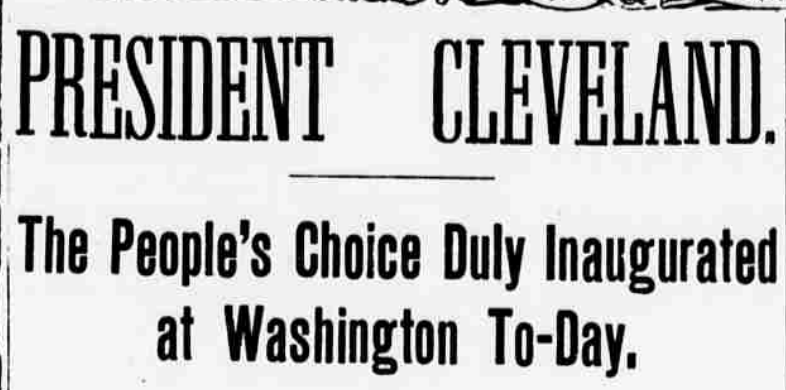 PRESIDENT CLEVELAND.
The People's Choice Duly Inaugurated
at Washington To-Day.